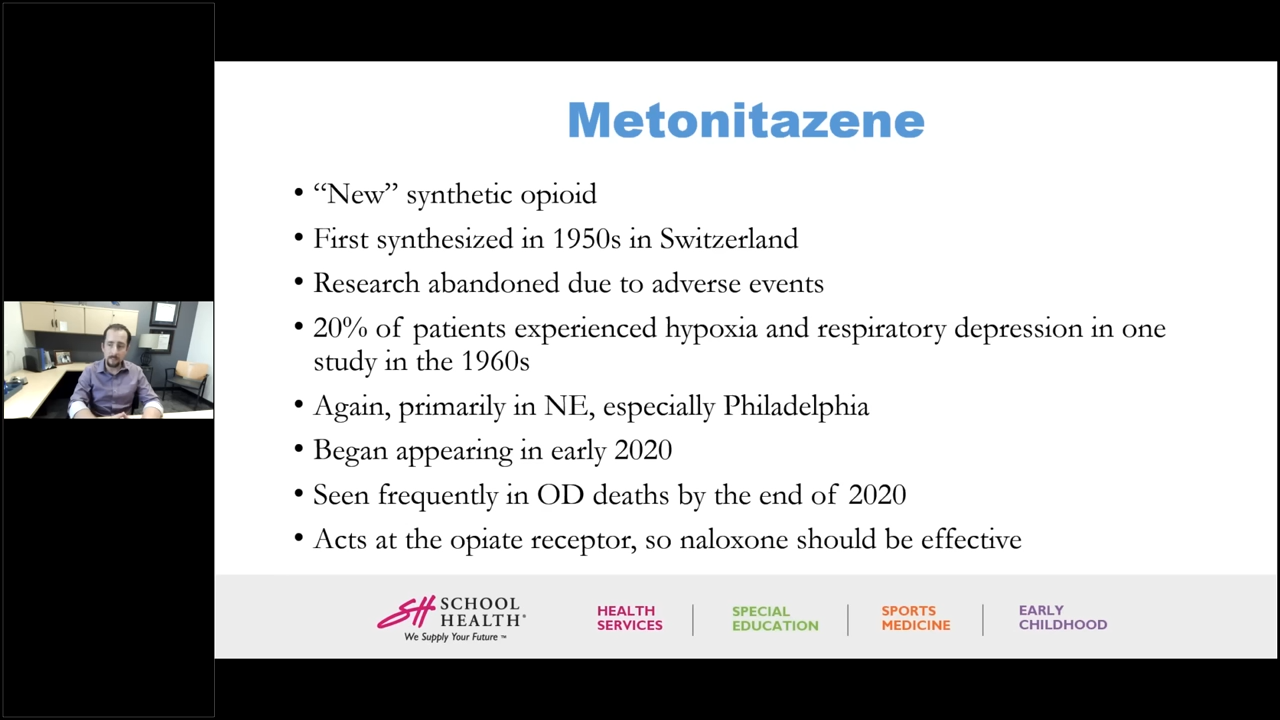 Metonitazene
• “New” synthetic opioid
• First synthesized in 1950s in Switzerland
• Research abandoned due to adverse events
• 20% of patients experienced hypoxia and respiratory depression in one
study in the 1960s
• Again, primarily in NE, especially Philadelphia
• Began appearing in early 2020
• Seen frequently in OD deaths by the end of 2020
• Acts at the opiate receptor, so naloxone should be effective
SH SCHOOL
HEALTH®
We Supply Your Future ™
HEALTH
SERVICES
SPECIAL
EDUCATION
SPORTS
MEDICINE
EARLY
CHILDHOOD